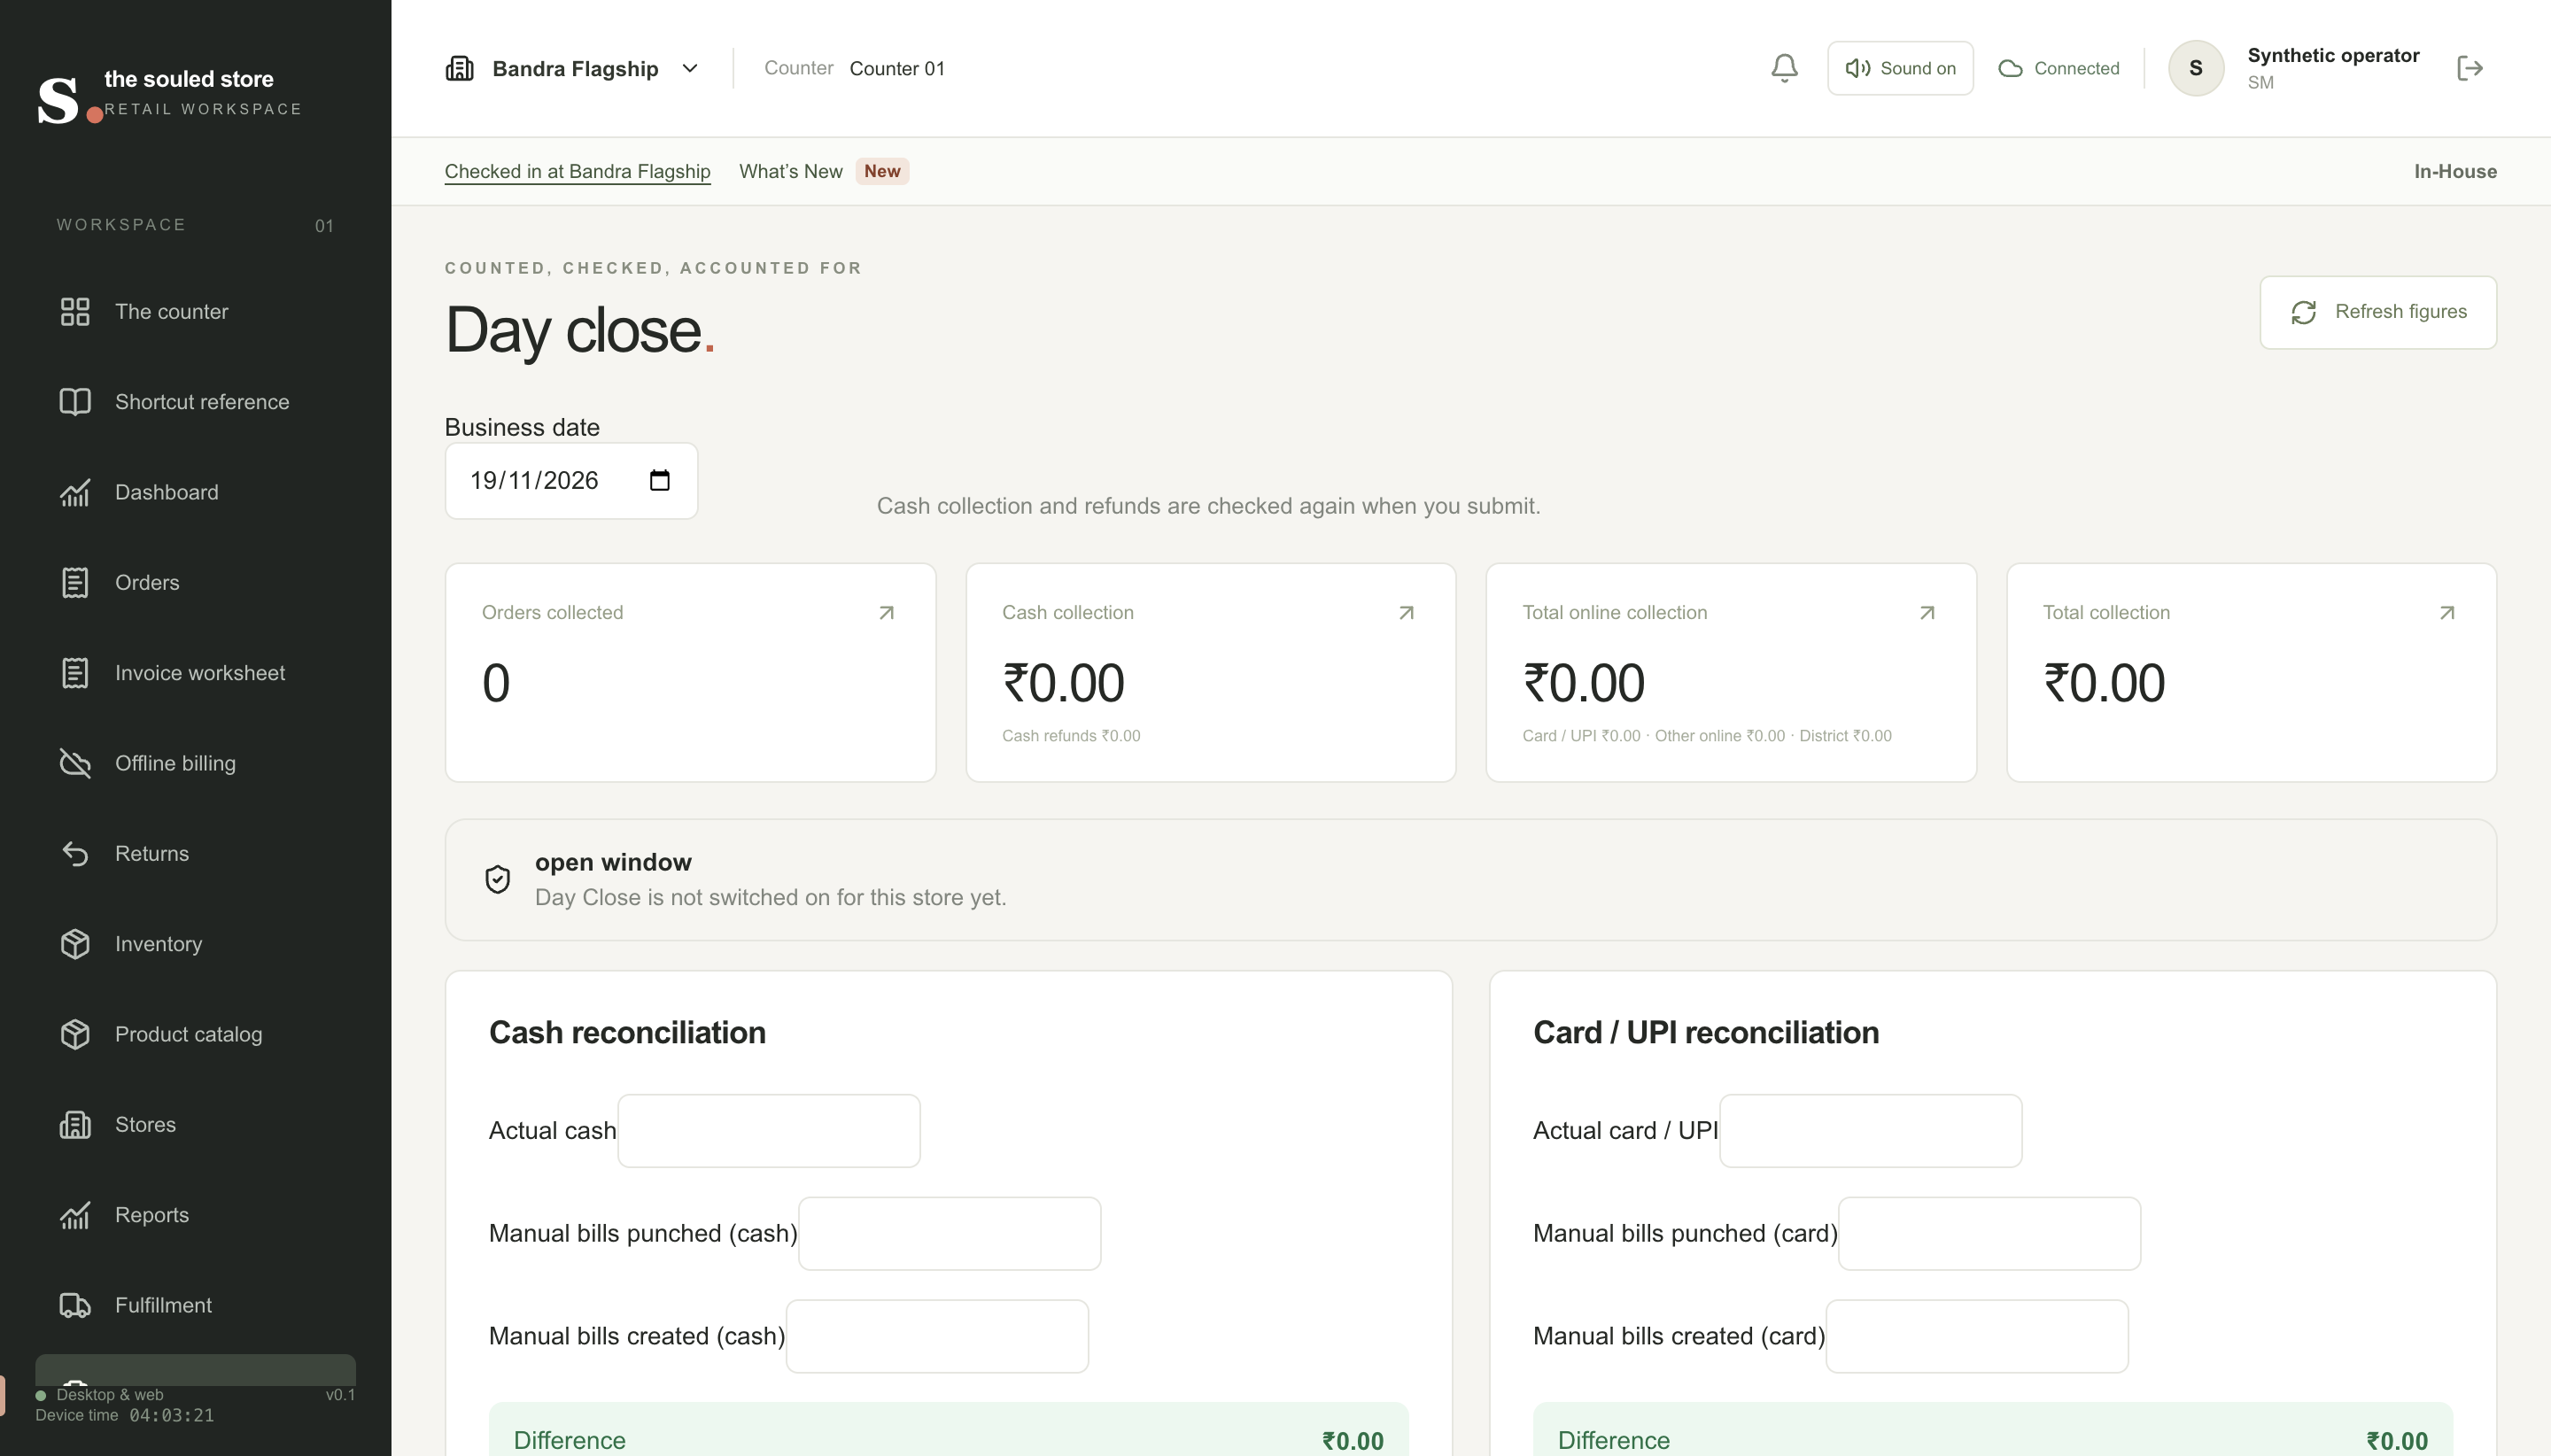 the souled store
S.
RETAIL WORKSPACE
WORKSPACE 01
The counter
Shortcut reference
Dashboard
Orders
Invoice worksheet
Offline billing
Returns
Inventory
Product catalog
Stores
Reports
Fulfillment
Desktop & web v0.1
Device time 04:03:21
Bandra Flagship
Counter Counter 01
Sound on
Connected
S
Synthetic operator
SM
Checked in at Bandra Flagship
What's New New
In-House
COUNTED, CHECKED, ACCOUNTED FOR
Day close.
Refresh figures
Business date
19/11/2026
Cash collection and refunds are checked again when you submit.
Orders collected
0
Cash collection
₹0.00
Cash refunds ₹0.00
Total online collection
₹0.00
Card / UPI ₹0.00 · Other online ₹0.00 · District ₹0.00
Total collection
₹0.00
open window
Day Close is not switched on for this store yet.
Cash reconciliation
Actual cash
Manual bills punched (cash)
Manual bills created (cash)
Difference ₹0.00
Card / UPI reconciliation
Actual card / UPI
Manual bills punched (card)
Manual bills created (card)
Difference ₹0.00